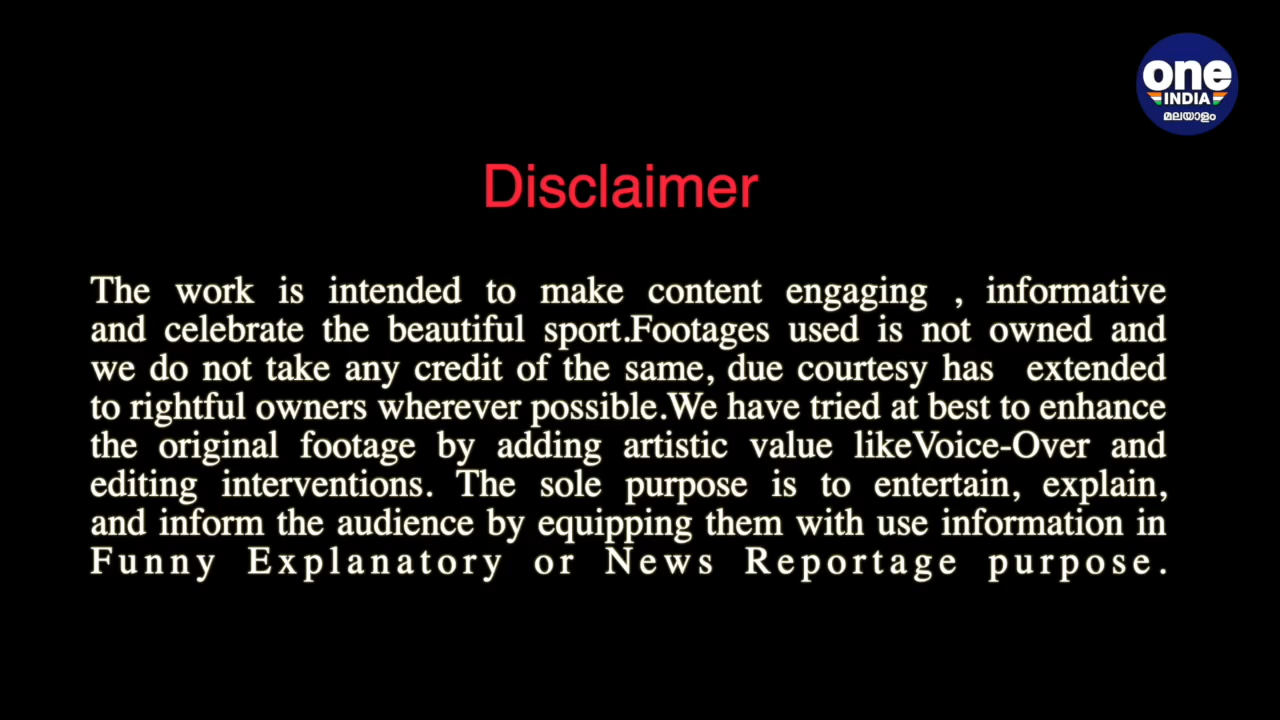 one
INDIA
മലയാളം
Disclaimer
The work is intended to make content engaging , informative
and celebrate the beautiful sport.Footages used is not owned and
we do not take any credit of the same, due courtesy has extended
to rightful owners wherever possible.We have tried at best to enhance
the original footage by adding artistic value likeVoice-Over and
editing interventions. The sole purpose is to entertain, explain,
and inform the audience by equipping them with use information in
Funny Explanatory or News Reportage purpose.